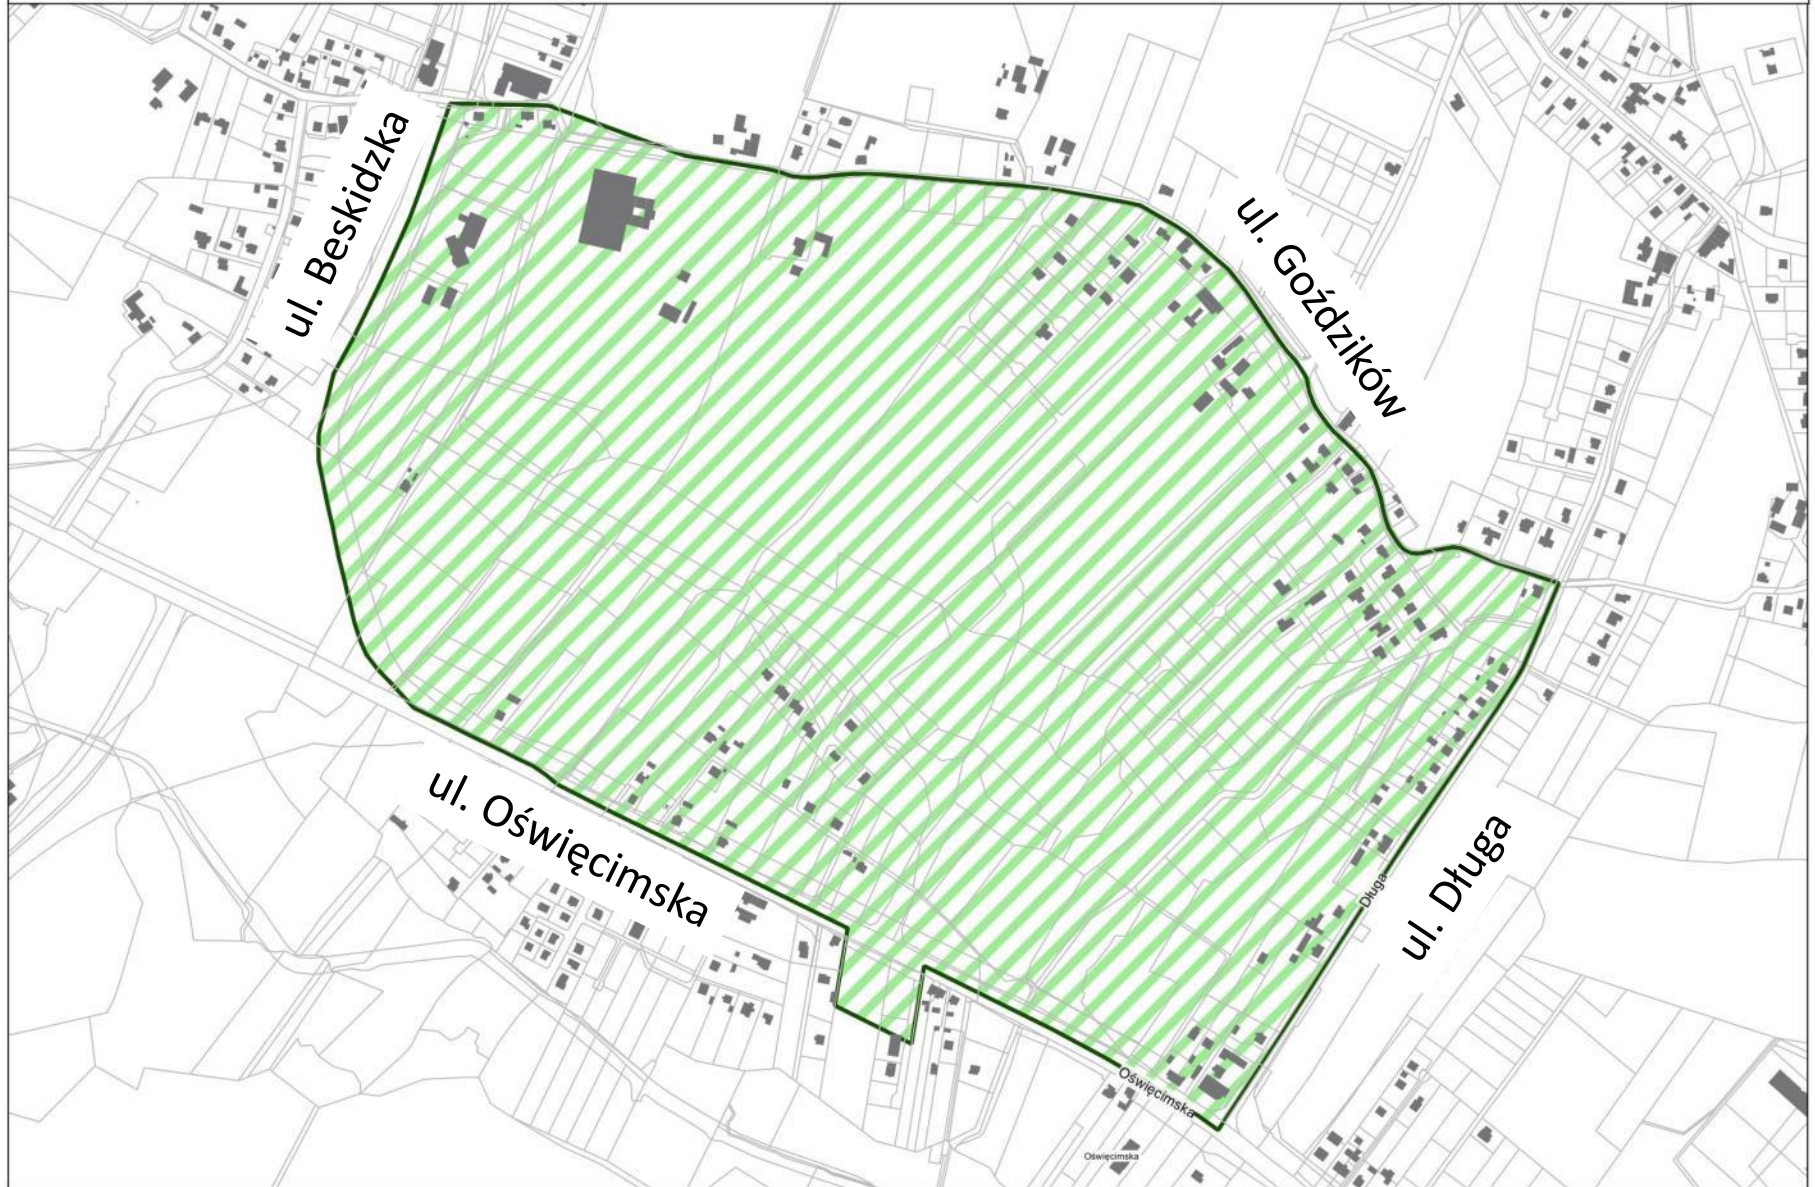 ul. Beskidzka
ul. Goździków
ul. Oświęcimska
ul. Długa
Długa
Oświęcimska
Oświęcimska